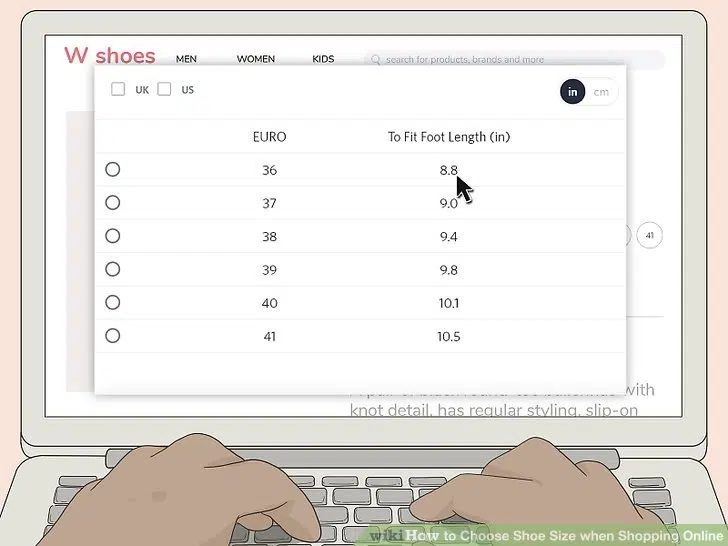 W shoes MEN WOMEN KIDS search for products, brands and more
UK US in cm
EURO To Fit Foot Length (in)
36 8.8
37 9.0
38 9.4
41
39 9.8
40 10.1
41 10.5
with
knot detail, has regular styling, slip-on
wikiHow to Choose Shoe Size when Shopping Online